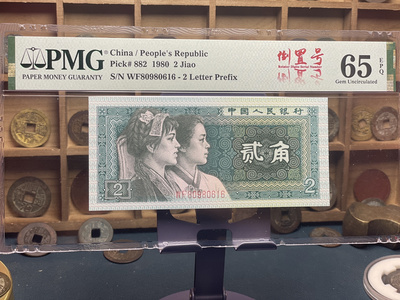 PMG
PAPER MONEY GUARANTY
China / People's Republic
Pick# 882 1980 2 Jiao
S/N WF80980616 - 2 Letter Prefix
倒置号
65 EPQ
Gem Uncirculated
中国人民银行
贰角
WF80980616
2
2